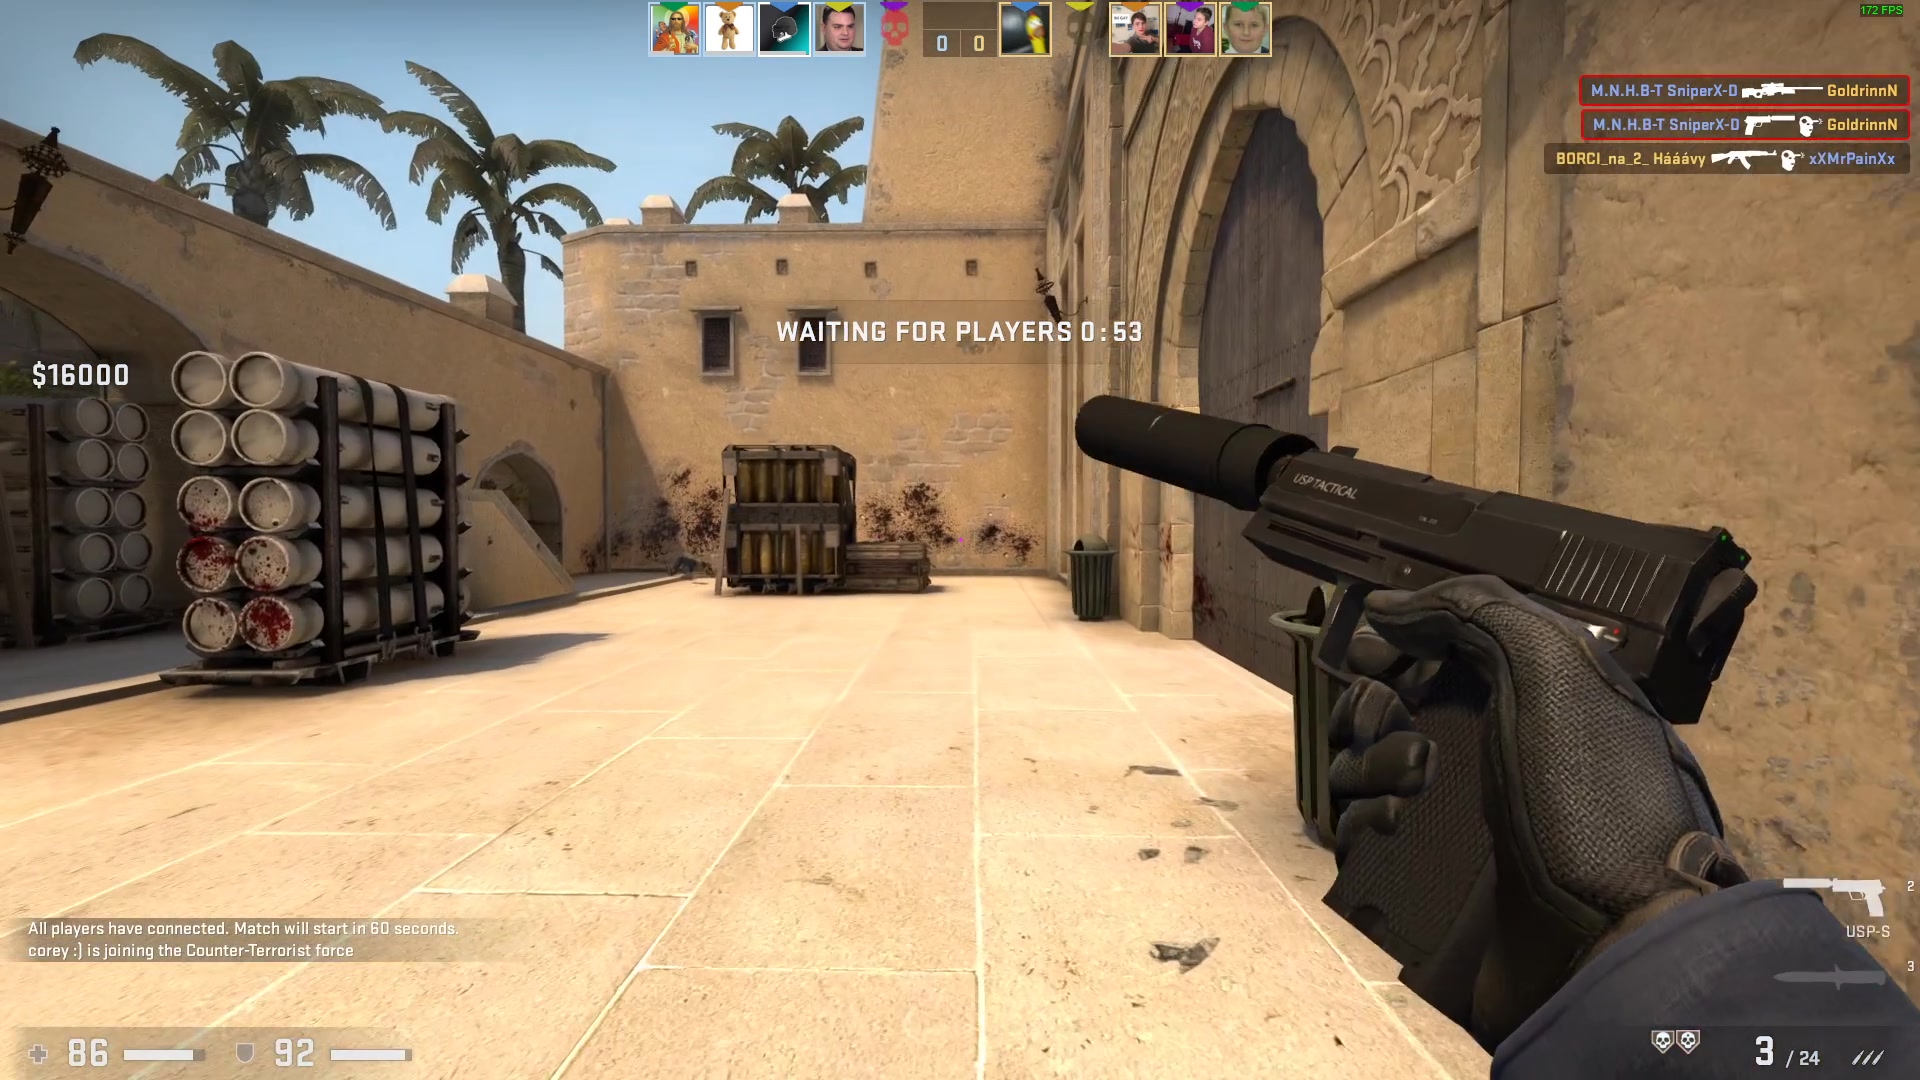 172 FPS
0 0
M.N.H.B-T SniperX-D GoldrinnN
M.N.H.B-T SniperX-D GoldrinnN
BORCI_na_2_ Hááávy xXMrPainXx
WAITING FOR PLAYERS 0:53
$16000
USP TACTICAL
2
USP-S
3
All players have connected. Match will start in 60 seconds.
corey :) is joining the Counter-Terrorist force
86 92
3 / 24